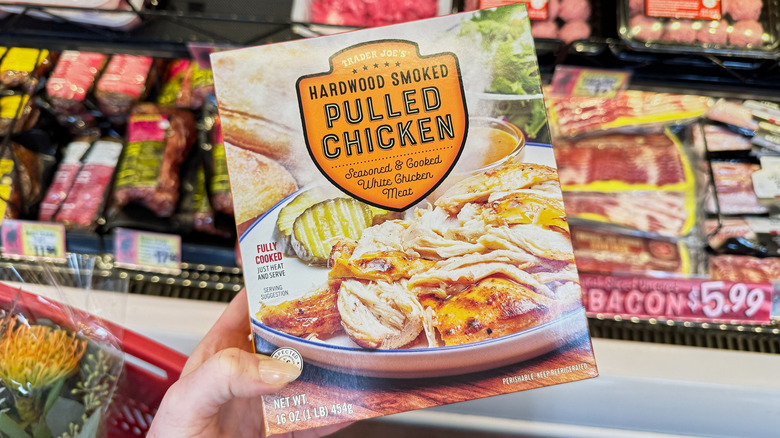 TRADER JOE'S
HARDWOOD SMOKED
PULLED
CHICKEN
Seasoned & Cooked
White Chicken
Meat
FULLY
COOKED
JUST HEAT
AND SERVE
SERVING
SUGGESTION
NET WT.
16 OZ (1 LB) 454g
PERISHABLE, KEEP REFRIGERATED
BACON $5.99